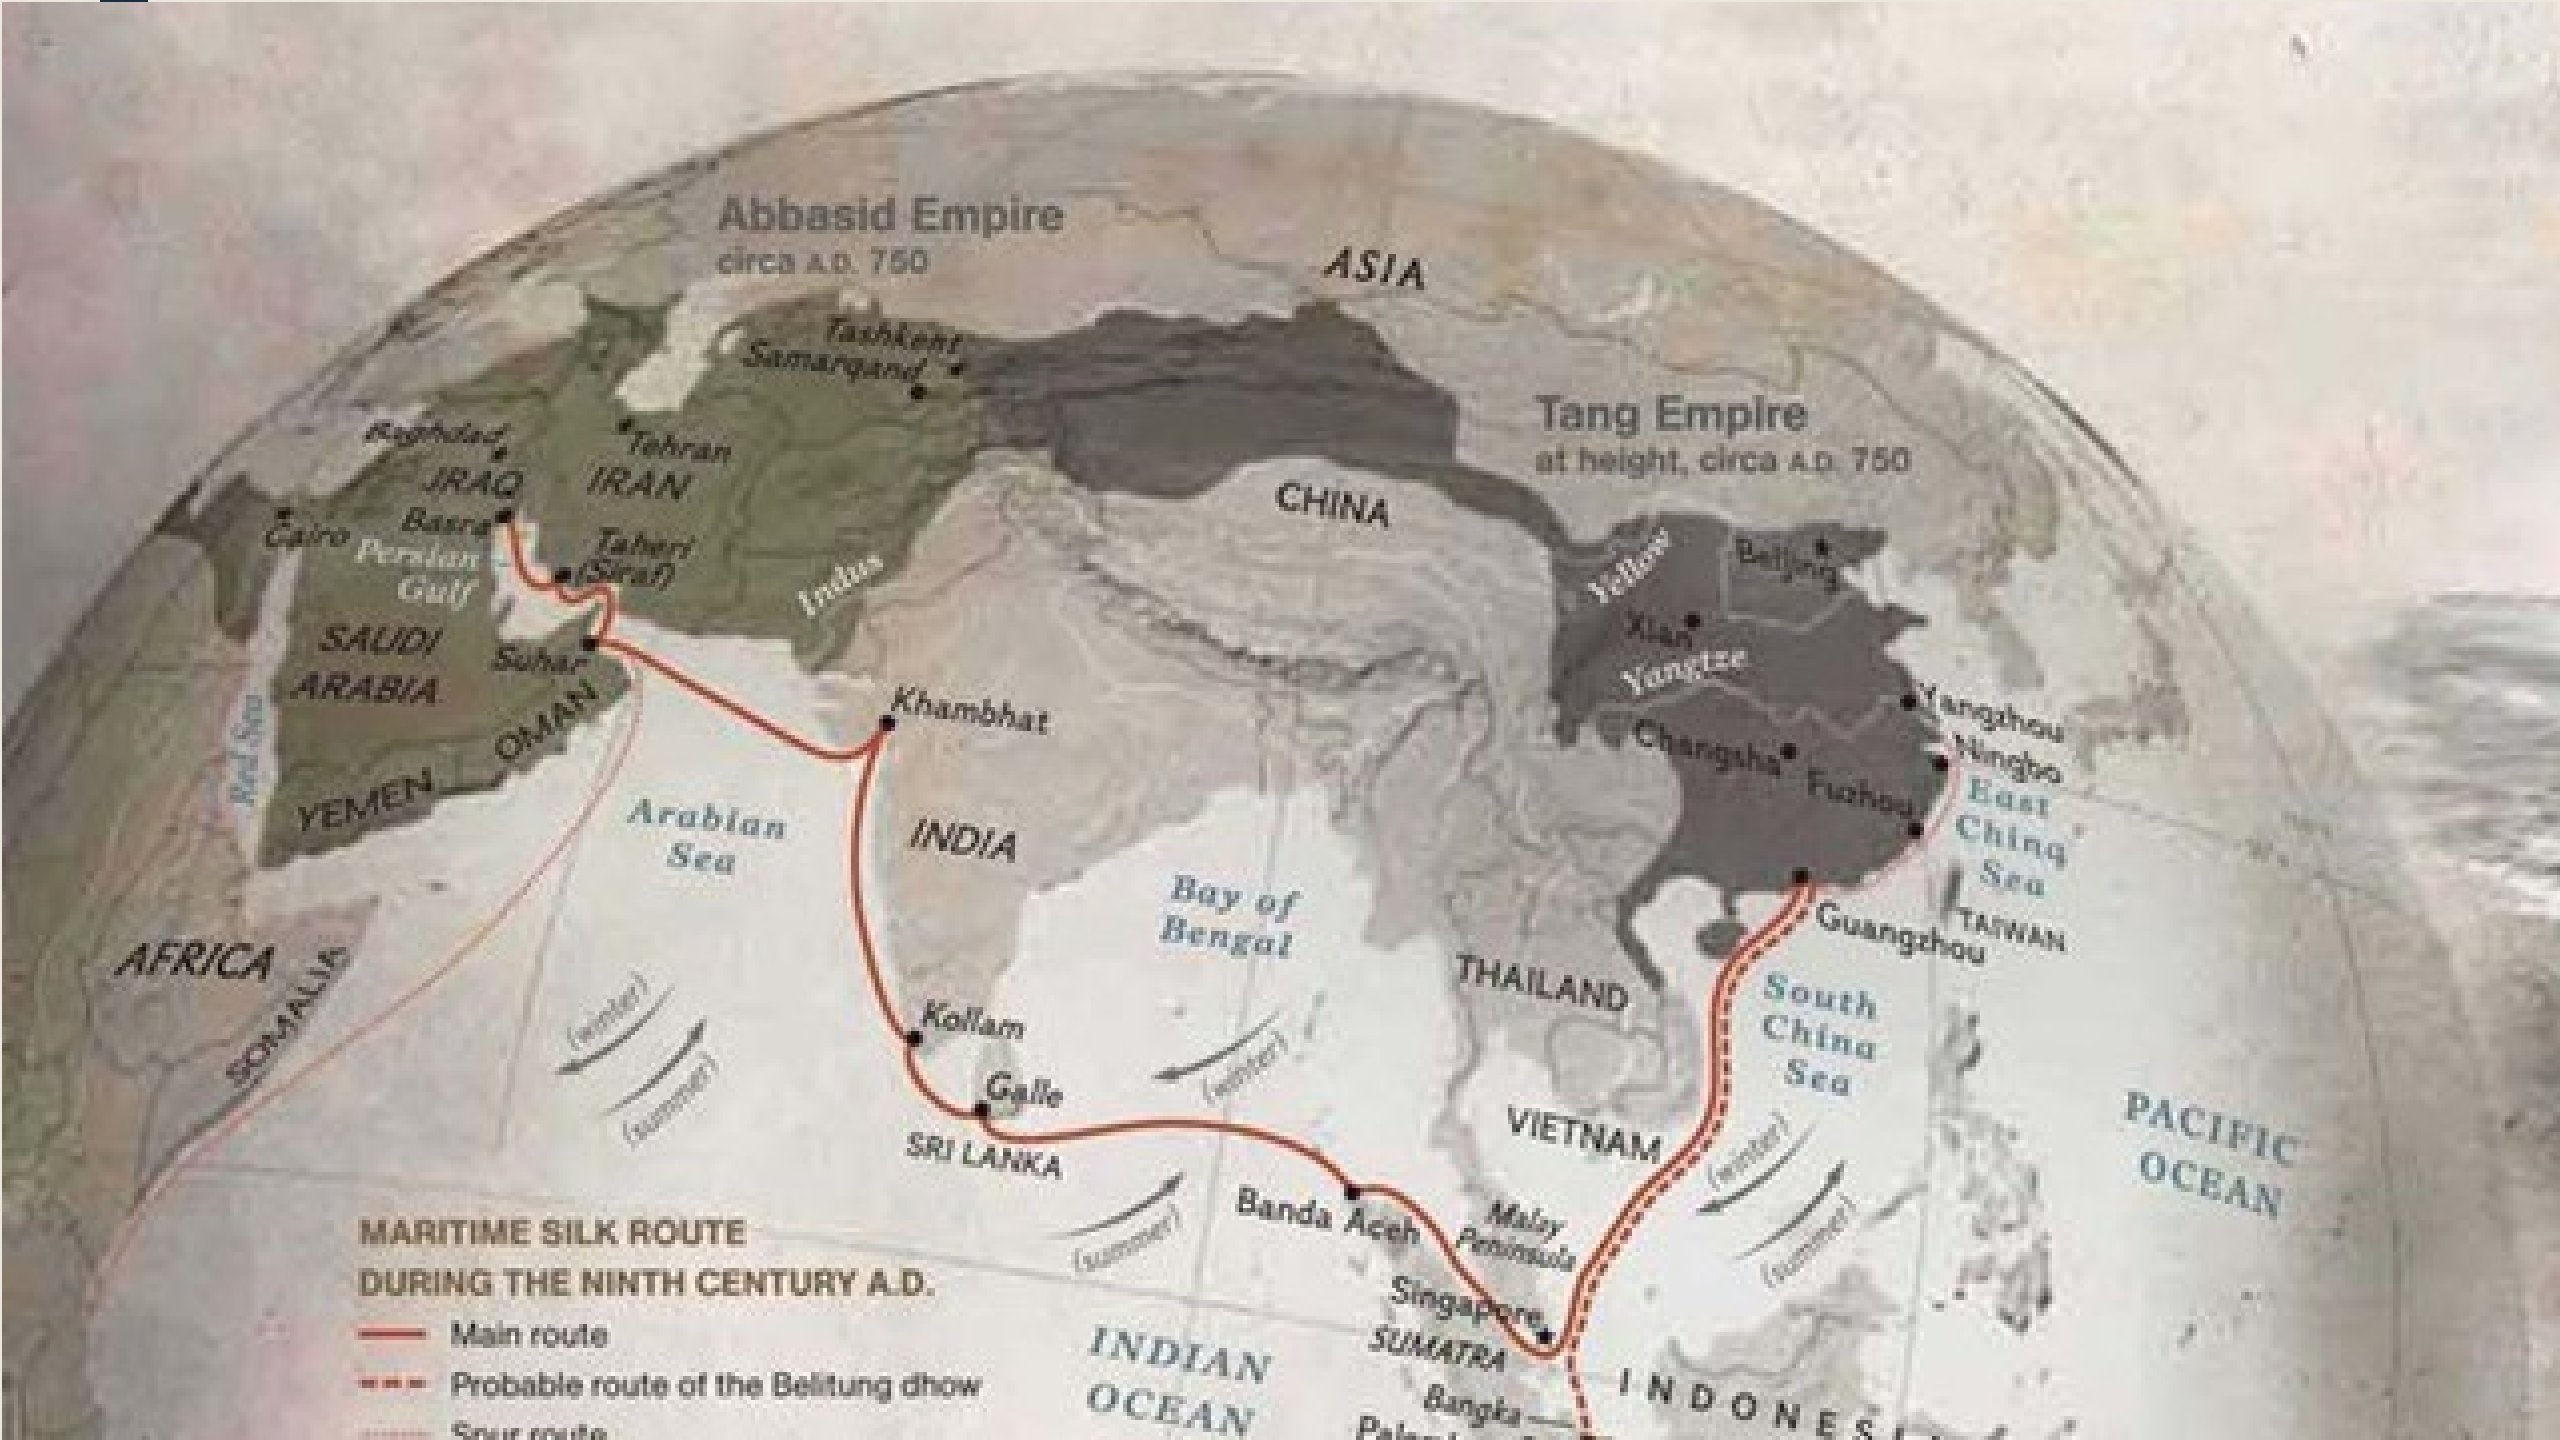 Abbasid Empire
circa A.D. 750
ASIA
Tashkent
Samarqand
Tang Empire
at height, circa A.D. 750
Baghdad
Tehran
IRAQ
IRAN
CHINA
Basra
Cairo
Persian
Gulf
Taheri
(Siraf)
Indus
Yellow
Beijing
Xian
Yangtze
SAUDI
ARABIA
Suhar
OMAN
YEMEN
Red Sea
Khambhat
Yangzhou
Ningbo
Changsha
Fuzhou
East
China
Sea
Arabian
Sea
INDIA
Bay of
Bengal
Guangzhou
TAIWAN
AFRICA
SOMALIA
THAILAND
South
China
Sea
(winter)
(summer)
Kollam
(winter)
Galle
SRI LANKA
VIETNAM
PACIFIC
OCEAN
(winter)
(summer)
(summer)
Banda Aceh
Malay
Peninsula
Singapore
SUMATRA
MARITIME SILK ROUTE
DURING THE NINTH CENTURY A.D.
Main route
Probable route of the Belitung dhow
Spur route
INDIAN
OCEAN
Bangka
INDONES